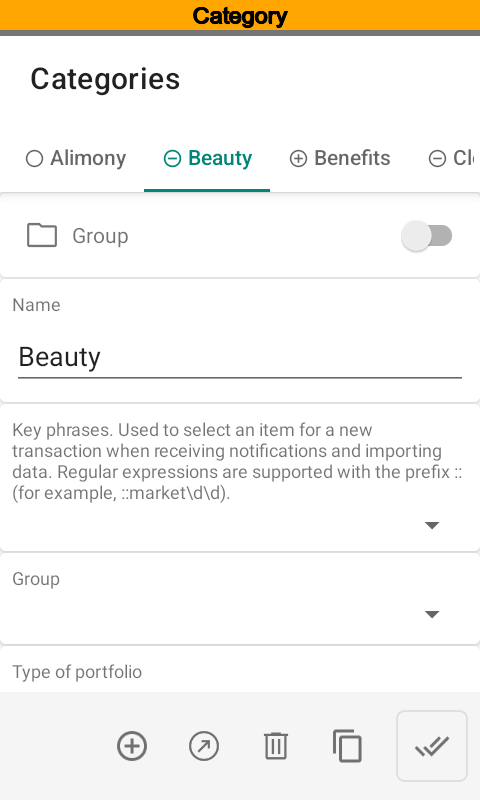 Category
Categories
Alimony
Beauty
Benefits
Cl
Group
Name
Beauty
Key phrases. Used to select an item for a new
transaction when receiving notifications and importing
data. Regular expressions are supported with the prefix ::
(for example, ::market\d\d).
Group
Type of portfolio